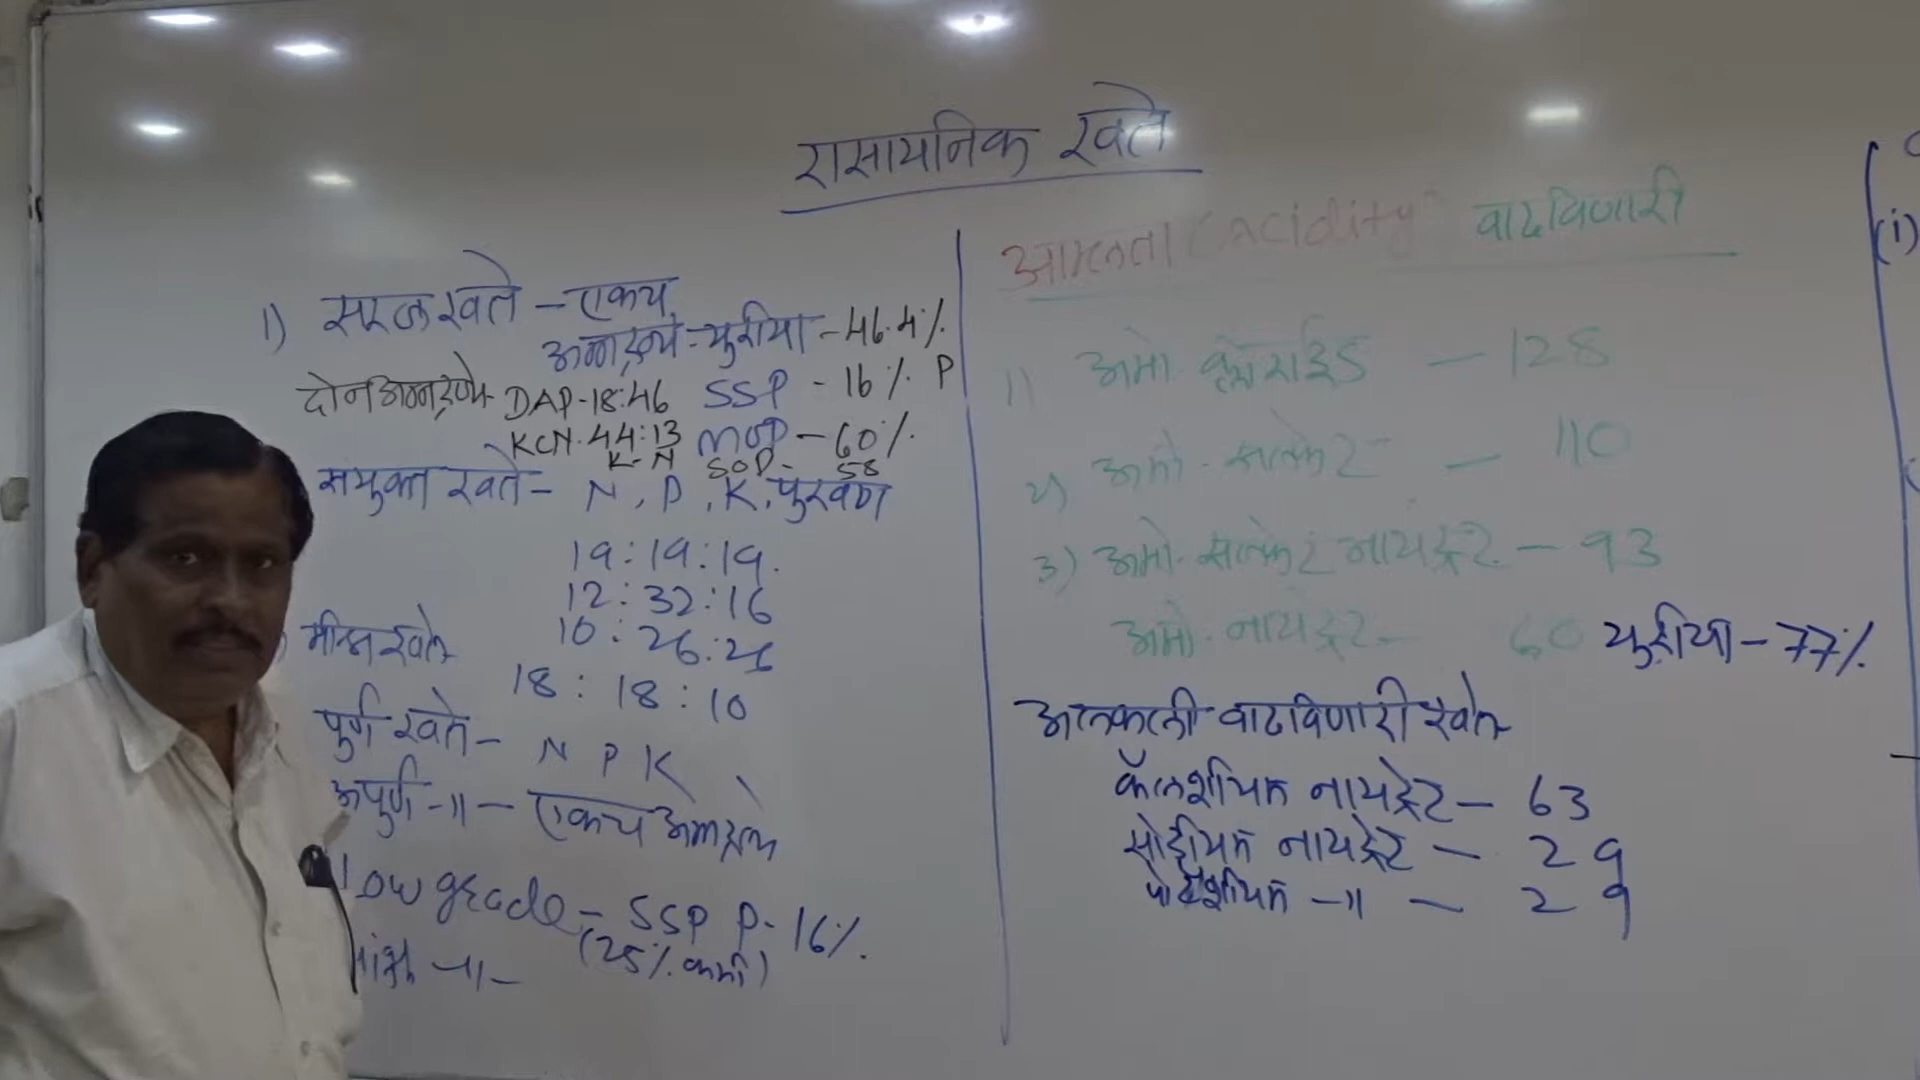 रासायनिक खते
1) सरळ खते - एकच
अन्नद्रव्य - युरीया - 46.4%
दोन अन्नद्रव्ये - DAP - 18:46 SSP - 16% P
KCN. 44:13 MOP - 60%
K-N SOP - 58
संयुक्त खते - N, P, K, पुरवठा
19:19:19.
12:32:16
10:26:26
मीश्र खते
18:18:10
पुर्ण खते - N P K
अपुर्ण -॥- एकच अन्नद्रव्य
Low grade - SSP P - 16%.
(25% कमी)
-॥-
आम्लता (Acidity) वाढविणारी
1) अमो. क्लोराईड - 128
2) अमो. सल्फेट - 110
3) अमो. सल्फेट नायट्रेट - 93
अमो. नायट्रेट - 60 युरीया - 77%
अल्कली वाढविणारी खते
कॅल्शीयम नायट्रेट - 63
सोडीयम नायट्रेट - 29
पोटॅशीयम -॥- - 29
(i)